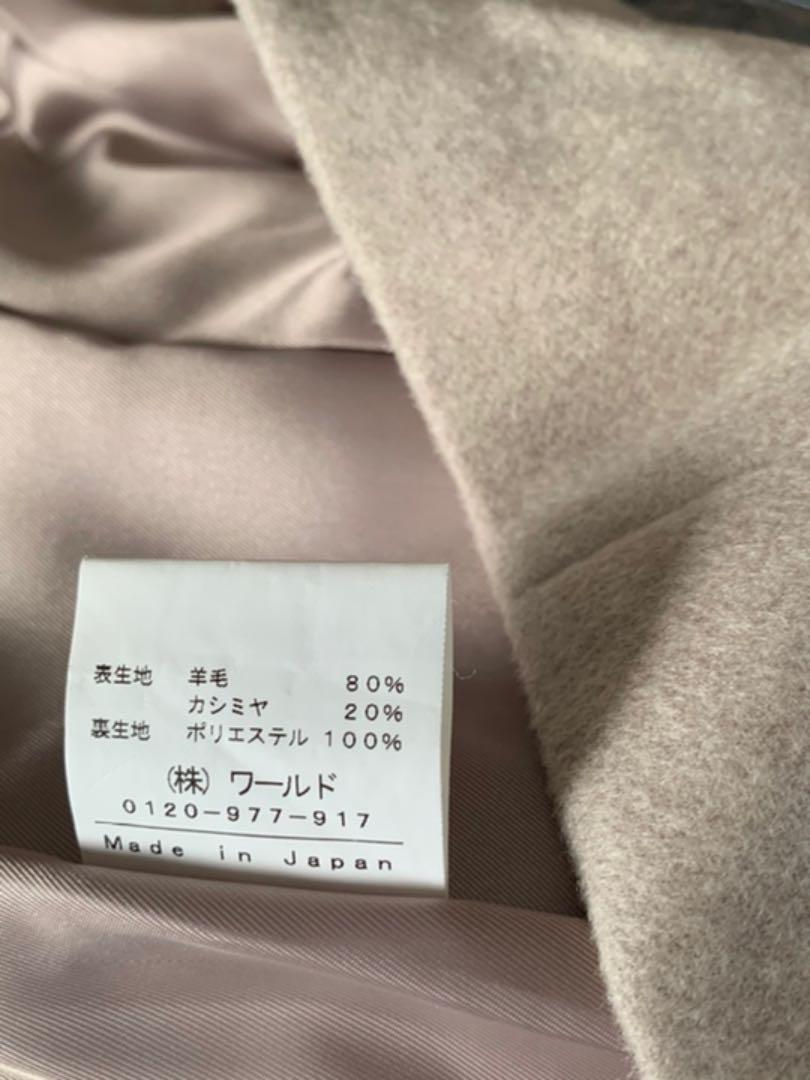 表生地 羊毛 80%
カシミヤ 20%
裏生地 ポリエステル 100%
(株) ワールド
0120-977-917
Made in Japan